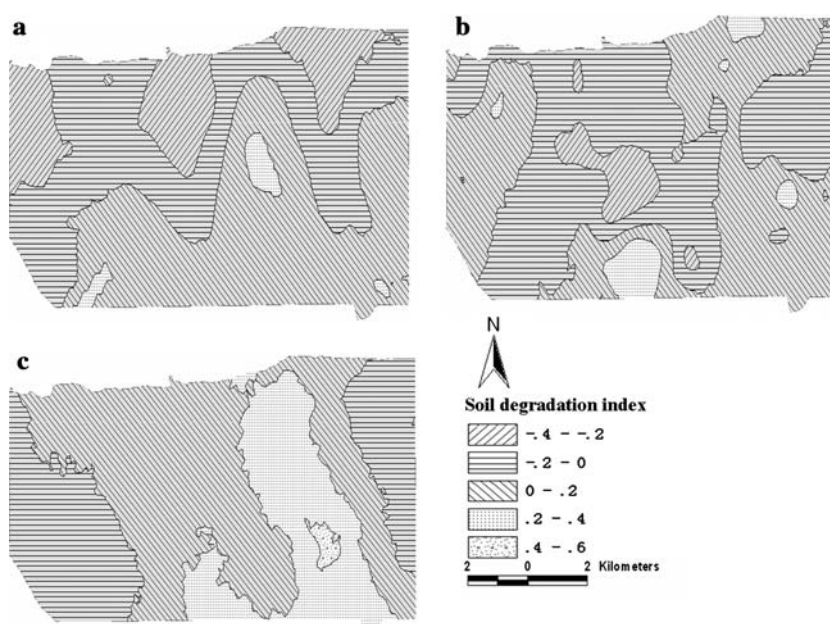 a
b
c
N
Soil degradation index
-.4 - -.2
-.2 - 0
0 - .2
.2 - .4
.4 - .6
2 0 2 Kilometers